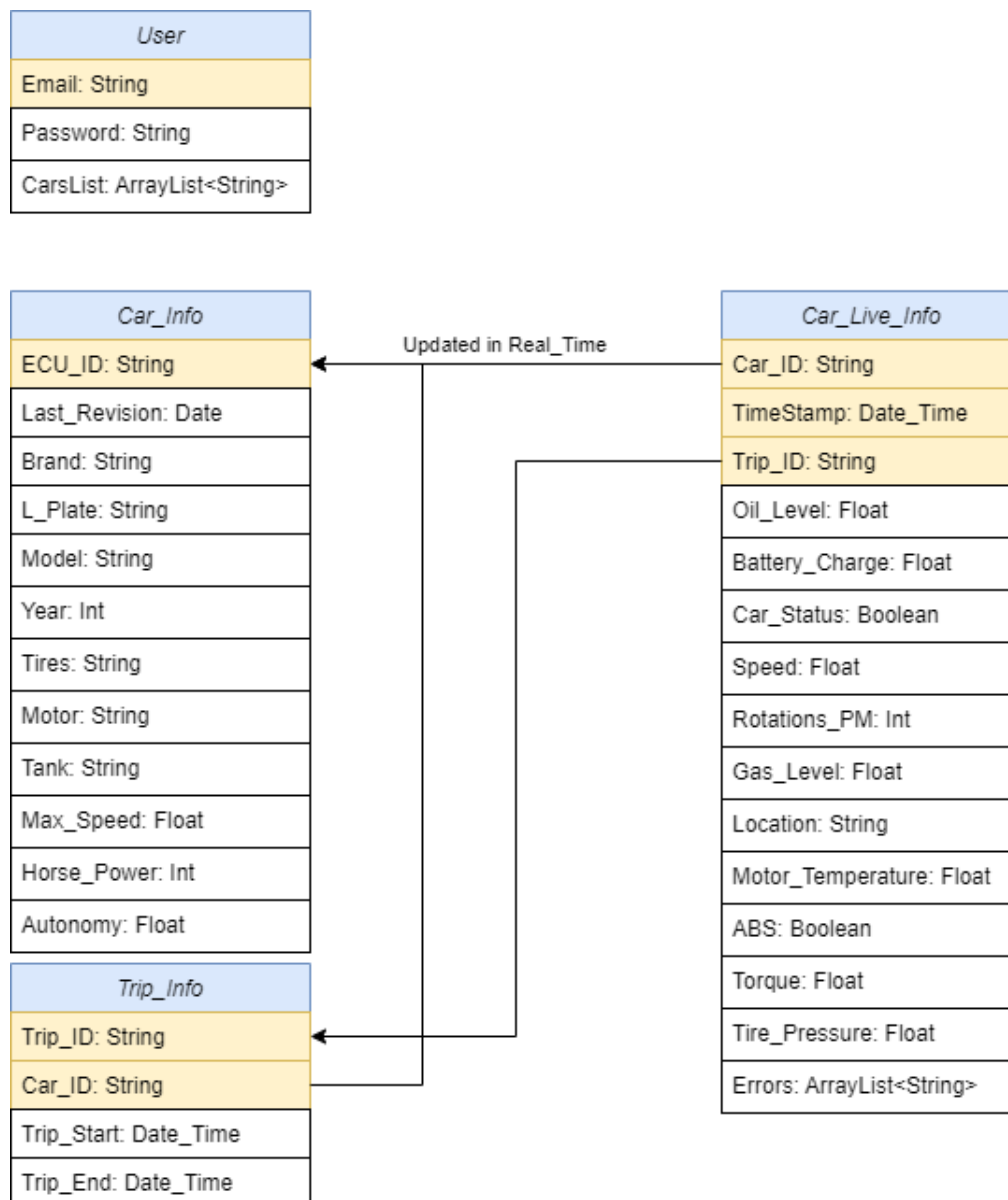 User
Email: String
Password: String
CarsList: ArrayList<String>
Car_Info
ECU_ID: String
Last_Revision: Date
Brand: String
L_Plate: String
Model: String
Year: Int
Tires: String
Motor: String
Tank: String
Max_Speed: Float
Horse_Power: Int
Autonomy: Float
Trip_Info
Trip_ID: String
Car_ID: String
Trip_Start: Date_Time
Trip_End: Date_Time
Updated in Real_Time
Car_Live_Info
Car_ID: String
TimeStamp: Date_Time
Trip_ID: String
Oil_Level: Float
Battery_Charge: Float
Car_Status: Boolean
Speed: Float
Rotations_PM: Int
Gas_Level: Float
Location: String
Motor_Temperature: Float
ABS: Boolean
Torque: Float
Tire_Pressure: Float
Errors: ArrayList<String>